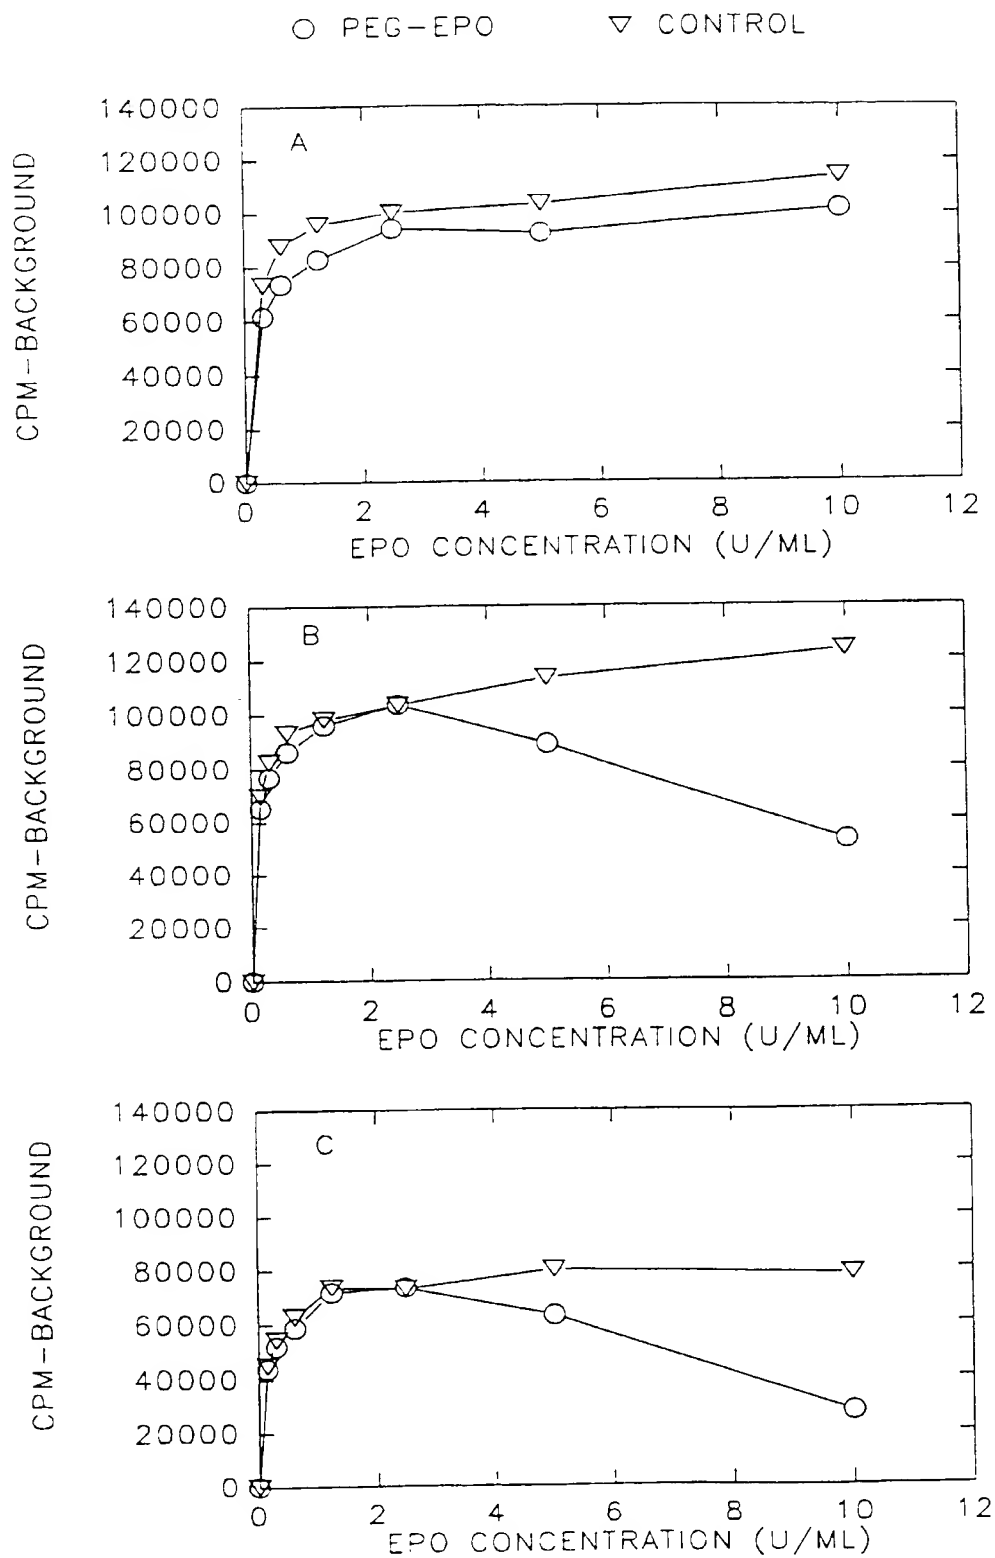 PEG-EPO CONTROL
140000
120000
100000
80000
60000
40000
20000
0
CPM-BACKGROUND
A
0 2 4 6 8 10 12
EPO CONCENTRATION (U/ML)
140000
120000
100000
80000
60000
40000
20000
0
CPM-BACKGROUND
B
0 2 4 6 8 10 12
EPO CONCENTRATION (U/ML)
140000
120000
100000
80000
60000
40000
20000
0
CPM-BACKGROUND
C
0 2 4 6 8 10 12
EPO CONCENTRATION (U/ML)